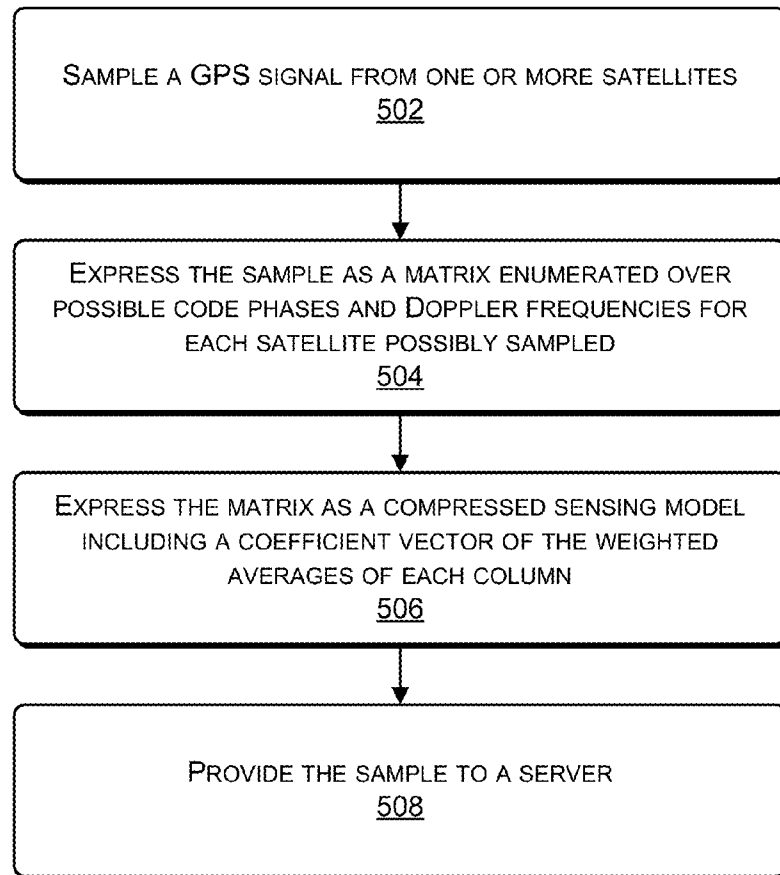 SAMPLE A GPS SIGNAL FROM ONE OR MORE SATELLITES
502
EXPRESS THE SAMPLE AS A MATRIX ENUMERATED OVER
POSSIBLE CODE PHASES AND DOPPLER FREQUENCIES FOR
EACH SATELLITE POSSIBLY SAMPLED
504
EXPRESS THE MATRIX AS A COMPRESSED SENSING MODEL
INCLUDING A COEFFICIENT VECTOR OF THE WEIGHTED
AVERAGES OF EACH COLUMN
506
PROVIDE THE SAMPLE TO A SERVER
508